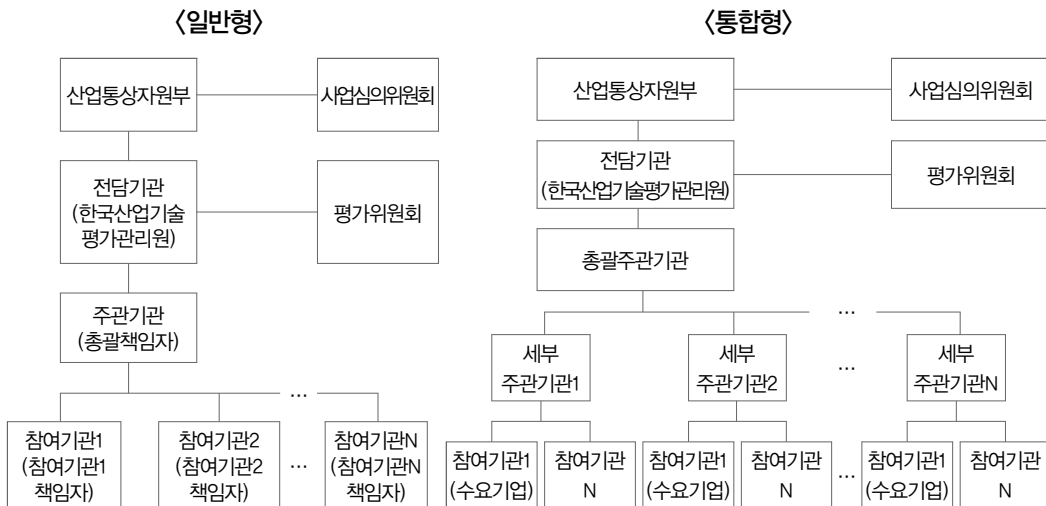 〈일반형〉
산업통상자원부
사업심의위원회
전담기관
(한국산업기술
평가관리원)
평가위원회
주관기관
(총괄책임자)
...
참여기관1
(참여기관1
책임자)
참여기관2
(참여기관2
책임자)
...
참여기관N
(참여기관N
책임자)
〈통합형〉
산업통상자원부
사업심의위원회
전담기관
(한국산업기술평가관리원)
평가위원회
총괄주관기관
...
세부
주관기관1
세부
주관기관2
...
세부
주관기관N
참여기관1
(수요기업)
참여기관
N
참여기관1
(수요기업)
참여기관
N
...
참여기관1
(수요기업)
참여기관
N